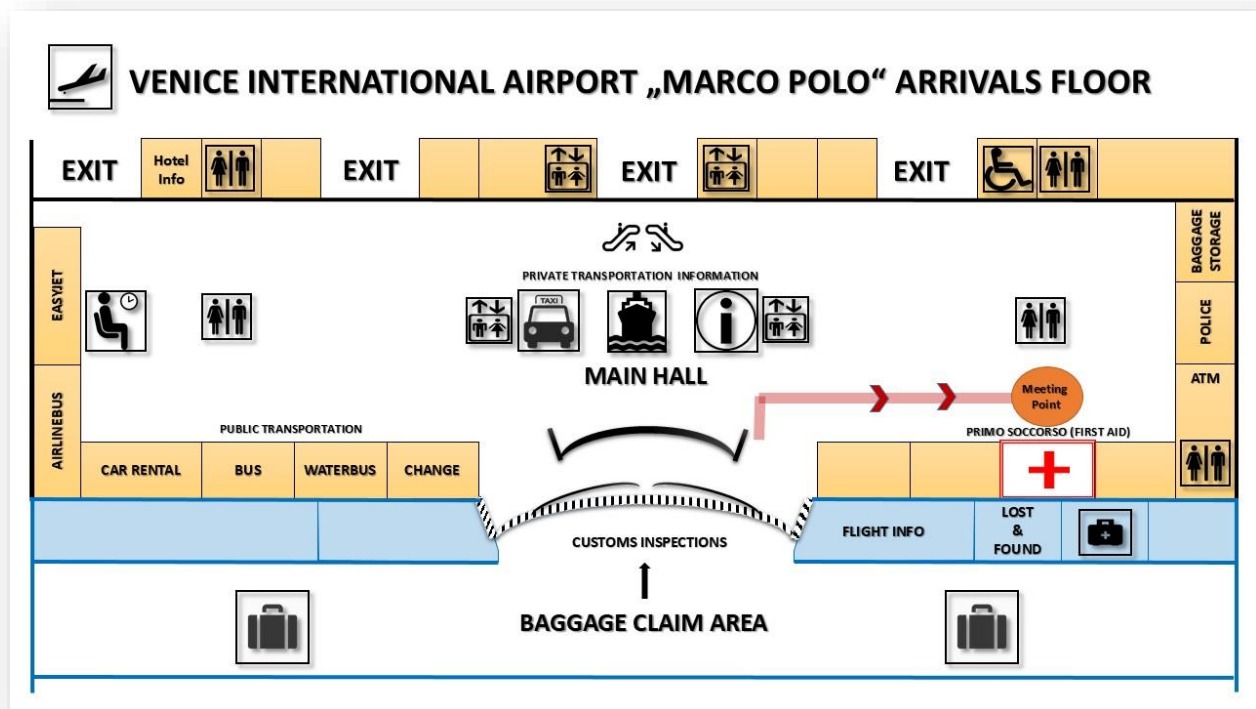 VENICE INTERNATIONAL AIRPORT „MARCO POLO“ ARRIVALS FLOOR
EXIT
Hotel
Info
EXIT
EXIT
EXIT
BAGGAGE
STORAGE
EASYJET
PRIVATE TRANSPORTATION INFORMATION
TAXI
POLICE
MAIN HALL
ATM
Meeting
Point
AIRLINEBUS
PUBLIC TRANSPORTATION
PRIMO SOCCORSO (FIRST AID)
CAR RENTAL
BUS
WATERBUS
CHANGE
FLIGHT INFO
LOST
&
FOUND
CUSTOMS INSPECTIONS
BAGGAGE CLAIM AREA